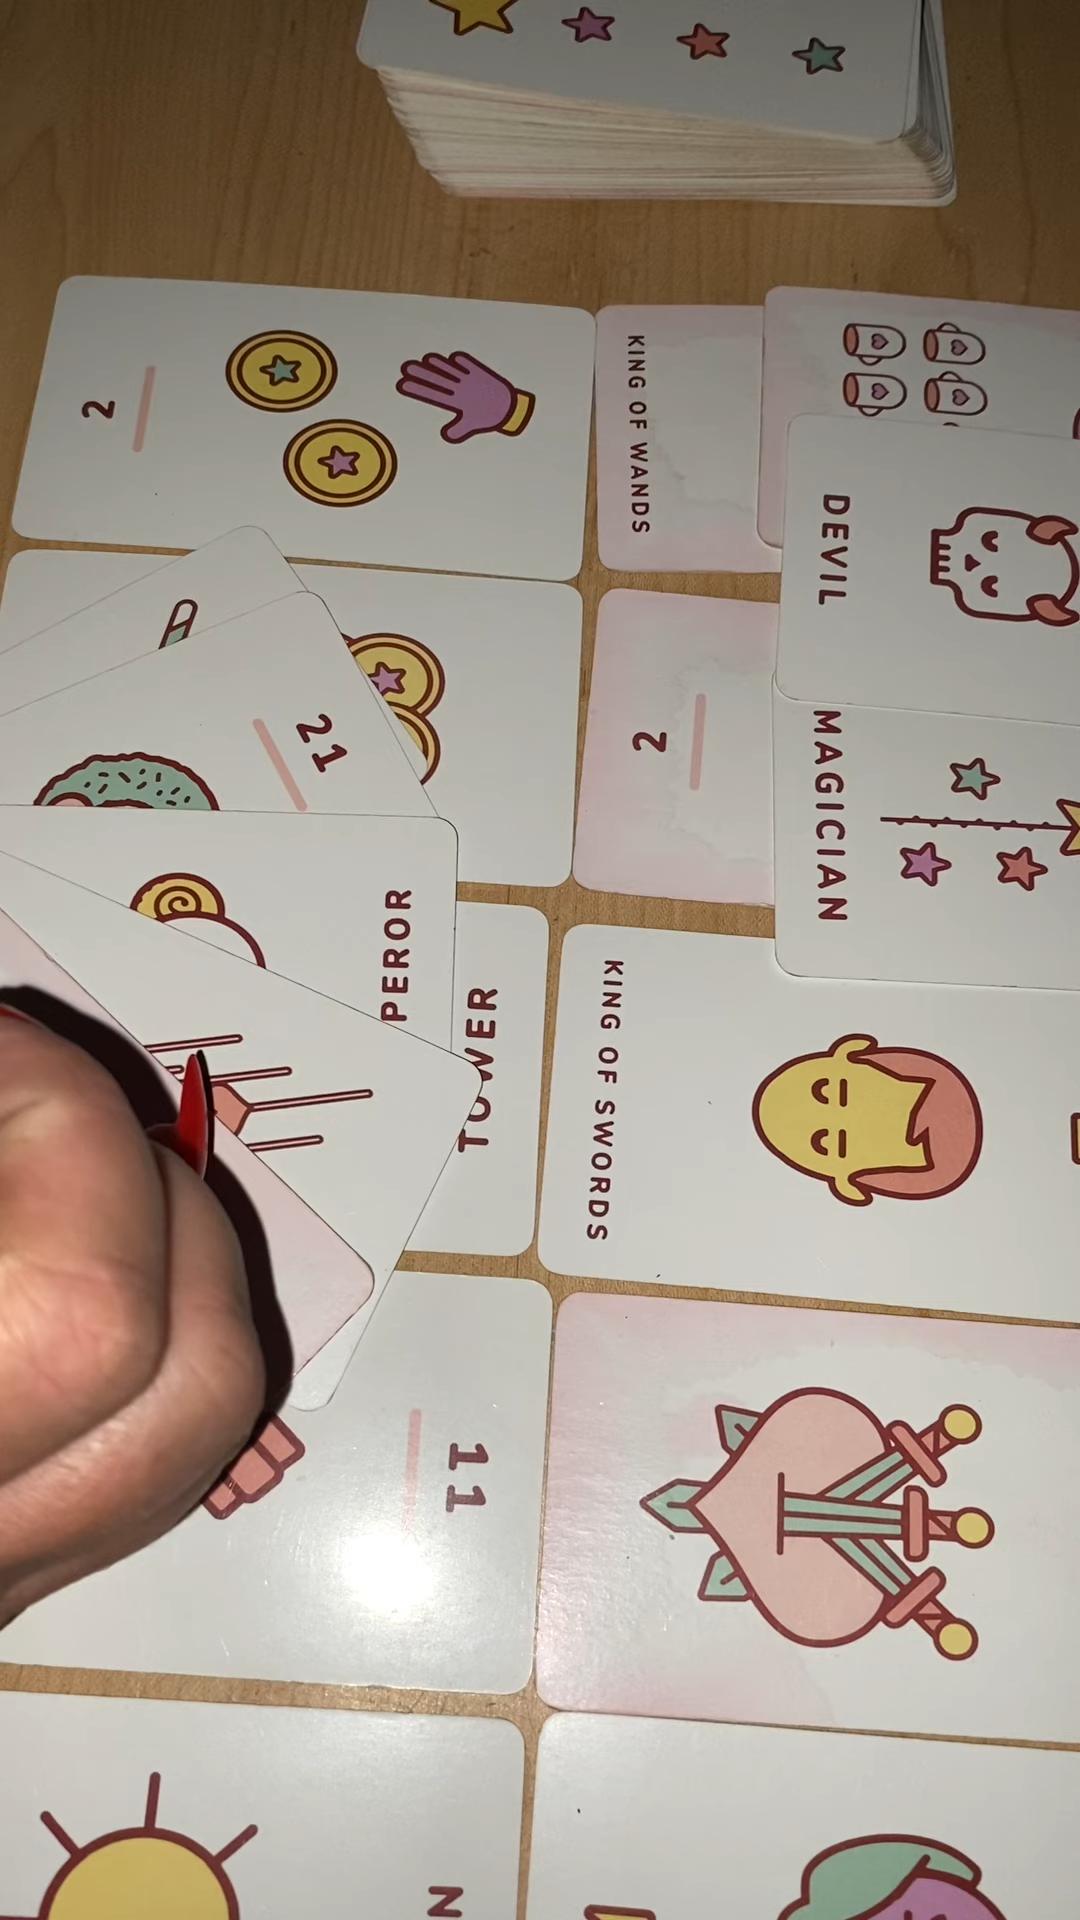 2
KING OF WANDS
DEVIL
21
2
MAGICIAN
PEROR
TOWER
KING OF SWORDS
11
N